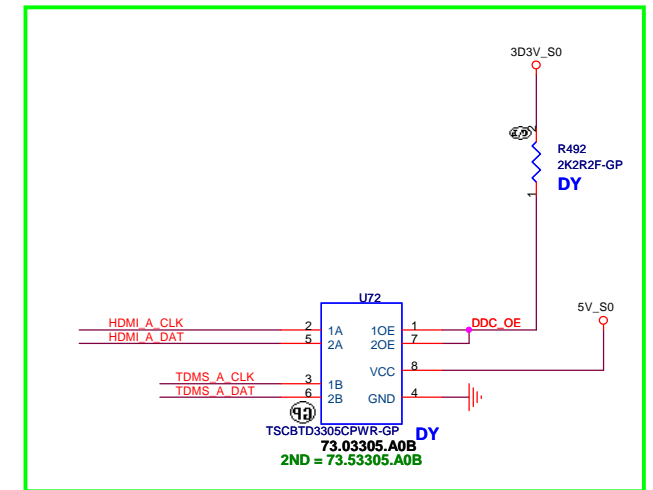 3D3V_S0
2
R492
2K2R2F-GP
DY
1
5V_S0
U72
HDMI_A_CLK
2
1A
1OE
1
DDC_OE
HDMI_A_DAT
5
2A
2OE
7
VCC
8
TDMS_A_CLK
3
1B
TDMS_A_DAT
6
2B
GND
4
GP
TSCBTD3305CPWR-GP
DY
73.03305.A0B
2ND = 73.53305.A0B